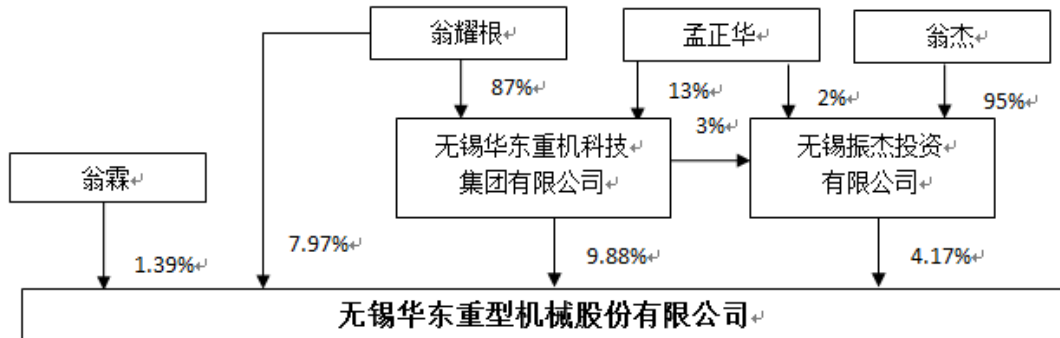 翁耀根
孟正华
翁杰
87%
13%
2%
95%
3%
无锡华东重机科技
集团有限公司
无锡振杰投资
有限公司
翁霖
1.39%
7.97%
9.88%
4.17%
无锡华东重型机械股份有限公司